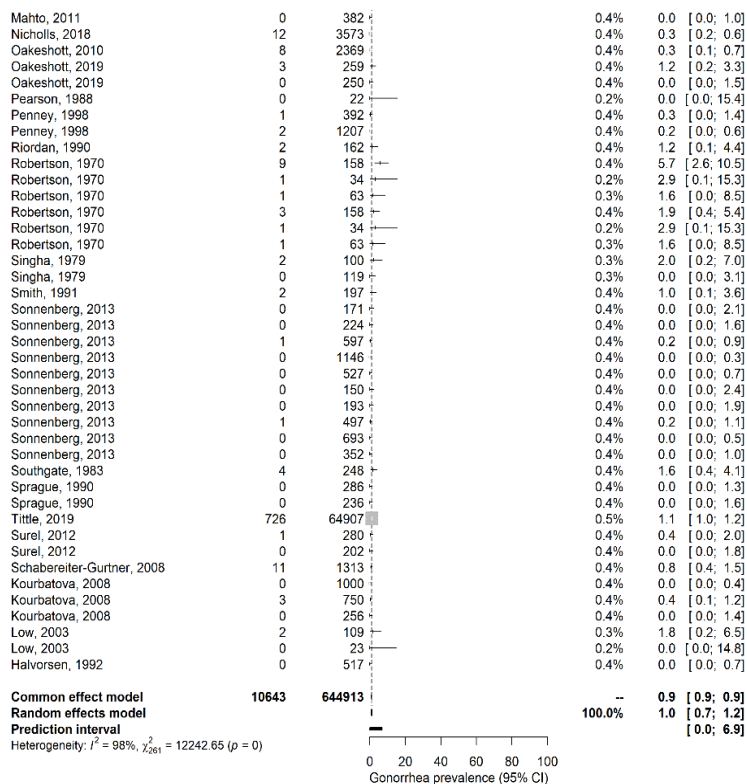 Mahto, 2011 0 382 0.4% 0.0 [ 0.0; 1.0]
Nicholls, 2018 12 3573 0.4% 0.3 [ 0.2; 0.6]
Oakeshott, 2010 8 2369 0.4% 0.3 [ 0.1; 0.7]
Oakeshott, 2019 3 259 0.4% 1.2 [ 0.2; 3.3]
Oakeshott, 2019 0 250 0.4% 0.0 [ 0.0; 1.5]
Pearson, 1988 0 22 0.2% 0.0 [ 0.0; 15.4]
Penney, 1998 1 392 0.4% 0.3 [ 0.0; 1.4]
Penney, 1998 2 1207 0.4% 0.2 [ 0.0; 0.6]
Riordan, 1990 2 162 0.4% 1.2 [ 0.1; 4.4]
Robertson, 1970 9 158 0.4% 5.7 [ 2.6; 10.5]
Robertson, 1970 1 34 0.2% 2.9 [ 0.1; 15.3]
Robertson, 1970 1 63 0.3% 1.6 [ 0.0; 8.5]
Robertson, 1970 3 158 0.4% 1.9 [ 0.4; 5.4]
Robertson, 1970 1 34 0.2% 2.9 [ 0.1; 15.3]
Robertson, 1970 1 63 0.3% 1.6 [ 0.0; 8.5]
Singha, 1979 2 100 0.3% 2.0 [ 0.2; 7.0]
Singha, 1979 0 119 0.3% 0.0 [ 0.0; 3.1]
Smith, 1991 2 197 0.4% 1.0 [ 0.1; 3.6]
Sonnenberg, 2013 0 171 0.4% 0.0 [ 0.0; 2.1]
Sonnenberg, 2013 0 224 0.4% 0.0 [ 0.0; 1.6]
Sonnenberg, 2013 1 597 0.4% 0.2 [ 0.0; 0.9]
Sonnenberg, 2013 0 1146 0.4% 0.0 [ 0.0; 0.3]
Sonnenberg, 2013 0 527 0.4% 0.0 [ 0.0; 0.7]
Sonnenberg, 2013 0 150 0.4% 0.0 [ 0.0; 2.4]
Sonnenberg, 2013 0 193 0.4% 0.0 [ 0.0; 1.9]
Sonnenberg, 2013 1 497 0.4% 0.2 [ 0.0; 1.1]
Sonnenberg, 2013 0 693 0.4% 0.0 [ 0.0; 0.5]
Sonnenberg, 2013 0 352 0.4% 0.0 [ 0.0; 1.0]
Southgate, 1983 4 248 0.4% 1.6 [ 0.4; 4.1]
Sprague, 1990 0 286 0.4% 0.0 [ 0.0; 1.3]
Sprague, 1990 0 236 0.4% 0.0 [ 0.0; 1.6]
Tittle, 2019 726 64907 0.5% 1.1 [ 1.0; 1.2]
Surel, 2012 1 280 0.4% 0.4 [ 0.0; 2.0]
Surel, 2012 0 202 0.4% 0.0 [ 0.0; 1.8]
Schabereiter-Gurtner, 2008 11 1313 0.4% 0.8 [ 0.4; 1.5]
Kourbatova, 2008 0 1000 0.4% 0.0 [ 0.0; 0.4]
Kourbatova, 2008 3 750 0.4% 0.4 [ 0.1; 1.2]
Kourbatova, 2008 0 256 0.4% 0.0 [ 0.0; 1.4]
Low, 2003 2 109 0.3% 1.8 [ 0.2; 6.5]
Low, 2003 0 23 0.2% 0.0 [ 0.0; 14.8]
Halvorsen, 1992 0 517 0.4% 0.0 [ 0.0; 0.7]
Common effect model 10643 644913 -- 0.9 [ 0.9; 0.9]
Random effects model 100.0% 1.0 [ 0.7; 1.2]
Prediction interval [ 0.0; 6.9]
Heterogeneity: I² = 98%, χ²₂₆₁ = 12242.65 (p = 0)
0 20 40 60 80 100
Gonorrhea prevalence (95% CI)